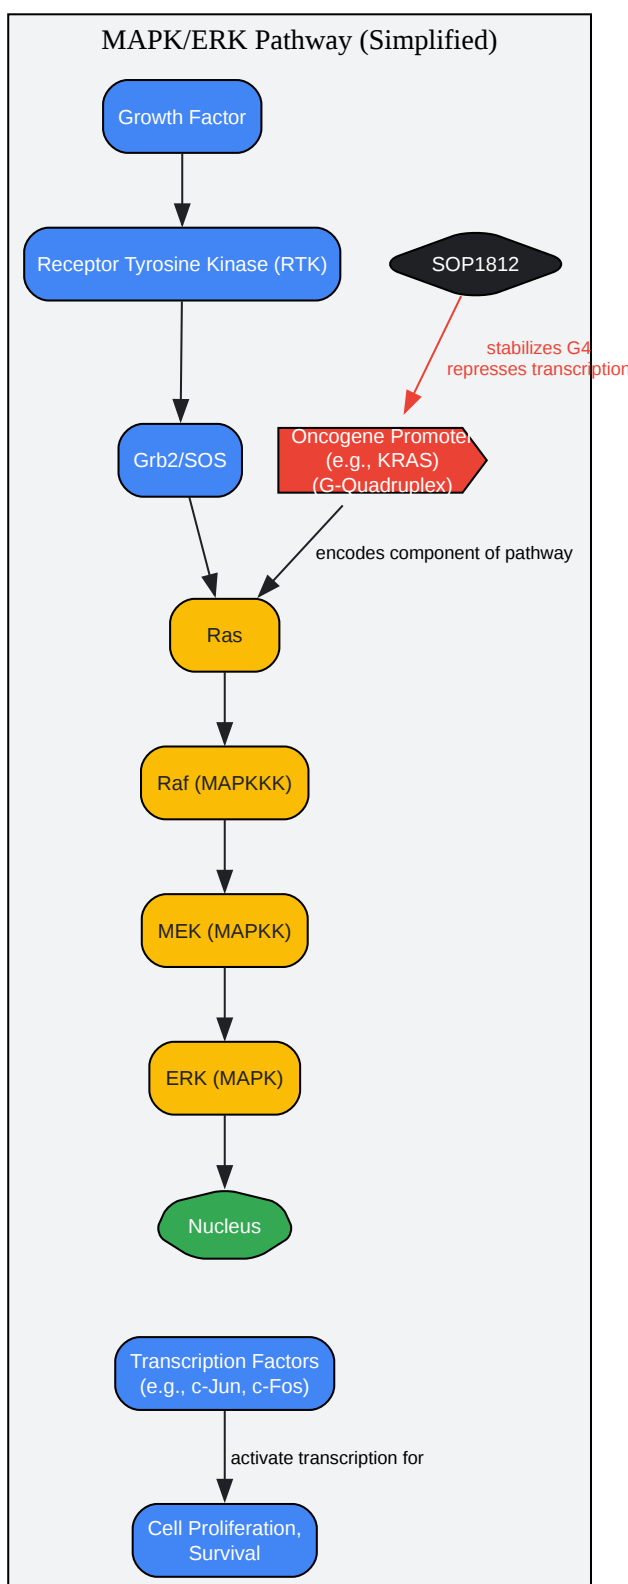 MAPK/ERK Pathway (Simplified)
Growth Factor
Receptor Tyrosine Kinase (RTK)
SOP1812
stabilizes G4
represses transcription
Grb2/SOS
Oncogene Promoter
(e.g., KRAS)
(G-Quadruplex)
encodes component of pathway
Ras
Raf (MAPKKK)
MEK (MAPKK)
ERK (MAPK)
Nucleus
Transcription Factors
(e.g., c-Jun, c-Fos)
activate transcription for
Cell Proliferation,
Survival